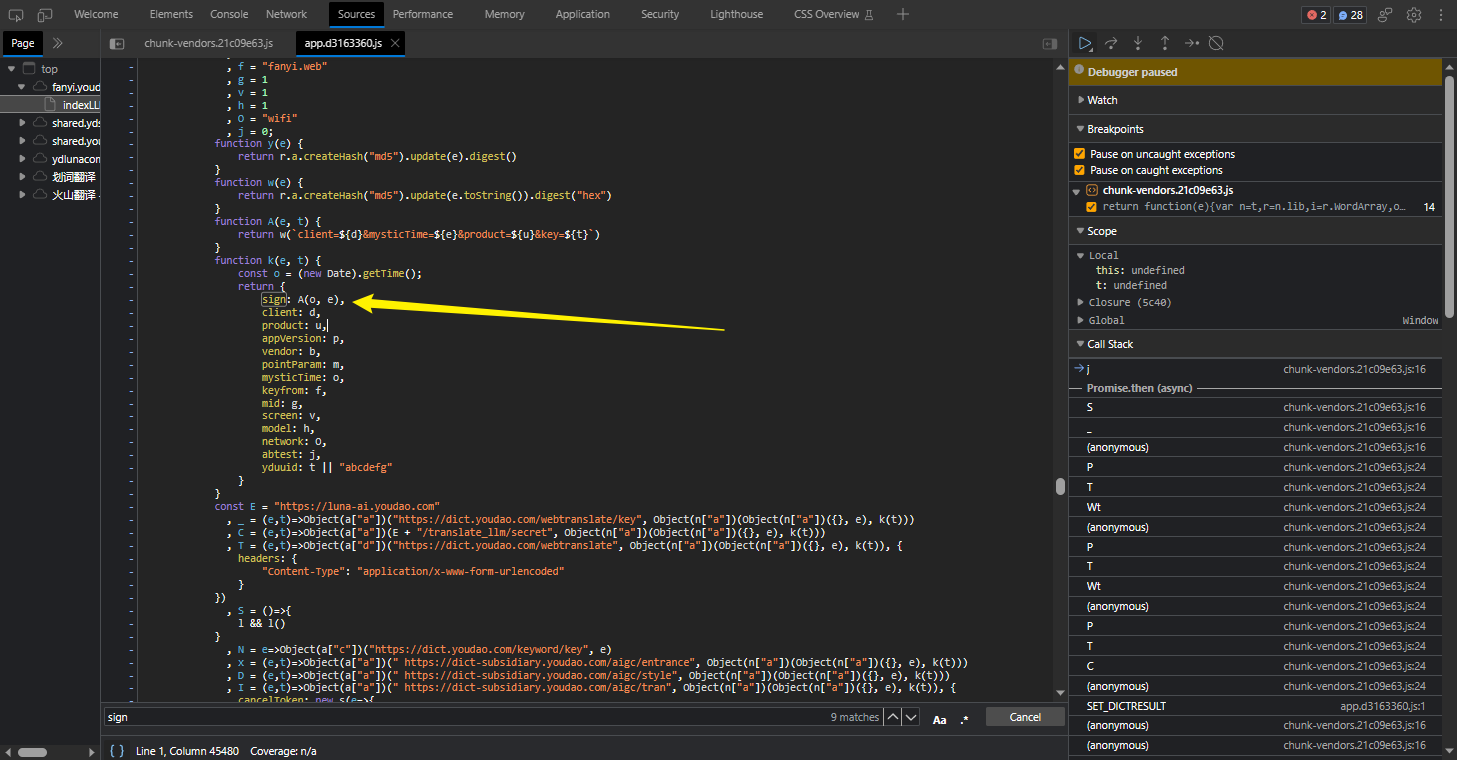 Welcome Elements Console Network Sources Performance Memory Application Security Lighthouse CSS Overview 2 28
Page chunk-vendors.21c09e63.js app.d3163360.js
top
fanyi.youd
indexLLI
shared.yds
shared.you
ydlunacom
划词翻译
火山翻译 -
, f = "fanyi.web"
, g = 1
, v = 1
, h = 1
, O = "wifi"
, j = 0;
function y(e) {
return r.a.createHash("md5").update(e).digest()
}
function w(e) {
return r.a.createHash("md5").update(e.toString()).digest("hex")
}
function A(e, t) {
return w(`client=${d}&mysticTime=${e}&product=${u}&key=${t}`)
}
function k(e, t) {
const o = (new Date).getTime();
return {
sign: A(o, e),
client: d,
product: u,
appVersion: p,
vendor: b,
pointParam: m,
mysticTime: o,
keyfrom: f,
mid: g,
screen: v,
model: h,
network: O,
abtest: j,
yduuid: t || "abcdefg"
}
}
const E = "https://luna-ai.youdao.com"
, _ = (e,t)=>Object(a["a"])("https://dict.youdao.com/webtranslate/key", Object(n["a"])(Object(n["a"])({}, e), k(t)))
, C = (e,t)=>Object(a["a"])(E + "/translate_llm/secret", Object(n["a"])(Object(n["a"])({}, e), k(t)))
, T = (e,t)=>Object(a["d"])("https://dict.youdao.com/webtranslate", Object(n["a"])(Object(n["a"])({}, e), k(t)), {
headers: {
"Content-Type": "application/x-www-form-urlencoded"
}
})
, S = ()=>{
l && l()
}
, N = e=>Object(a["c"])("https://dict.youdao.com/keyword/key", e)
, x = (e,t)=>Object(a["a"])(" https://dict-subsidiary.youdao.com/aigc/entrance", Object(n["a"])(Object(n["a"])({}, e), k(t)))
, D = (e,t)=>Object(a["a"])(" https://dict-subsidiary.youdao.com/aigc/style", Object(n["a"])(Object(n["a"])({}, e), k(t)))
, I = (e,t)=>Object(a["a"])(" https://dict-subsidiary.youdao.com/aigc/tran", Object(n["a"])(Object(n["a"])({}, e), k(t)), {
cancelToken: new s(e=>{
sign 9 matches Aa .* Cancel
{ } Line 1, Column 45480 Coverage: n/a
Debugger paused
Watch
Breakpoints
Pause on uncaught exceptions
Pause on caught exceptions
chunk-vendors.21c09e63.js
return function(e){var n=t,r=n.lib,i=r.WordArray,o… 14
Scope
Local
this: undefined
t: undefined
Closure (5c40)
Global Window
Call Stack
j chunk-vendors.21c09e63.js:16
Promise.then (async)
S chunk-vendors.21c09e63.js:16
_ chunk-vendors.21c09e63.js:16
(anonymous) chunk-vendors.21c09e63.js:16
P chunk-vendors.21c09e63.js:24
T chunk-vendors.21c09e63.js:24
Wt chunk-vendors.21c09e63.js:24
(anonymous) chunk-vendors.21c09e63.js:24
P chunk-vendors.21c09e63.js:24
T chunk-vendors.21c09e63.js:24
Wt chunk-vendors.21c09e63.js:24
(anonymous) chunk-vendors.21c09e63.js:24
P chunk-vendors.21c09e63.js:24
T chunk-vendors.21c09e63.js:24
C chunk-vendors.21c09e63.js:24
(anonymous) chunk-vendors.21c09e63.js:24
SET_DICTRESULT app.d3163360.js:1
(anonymous) chunk-vendors.21c09e63.js:16
(anonymous) chunk-vendors.21c09e63.js:16